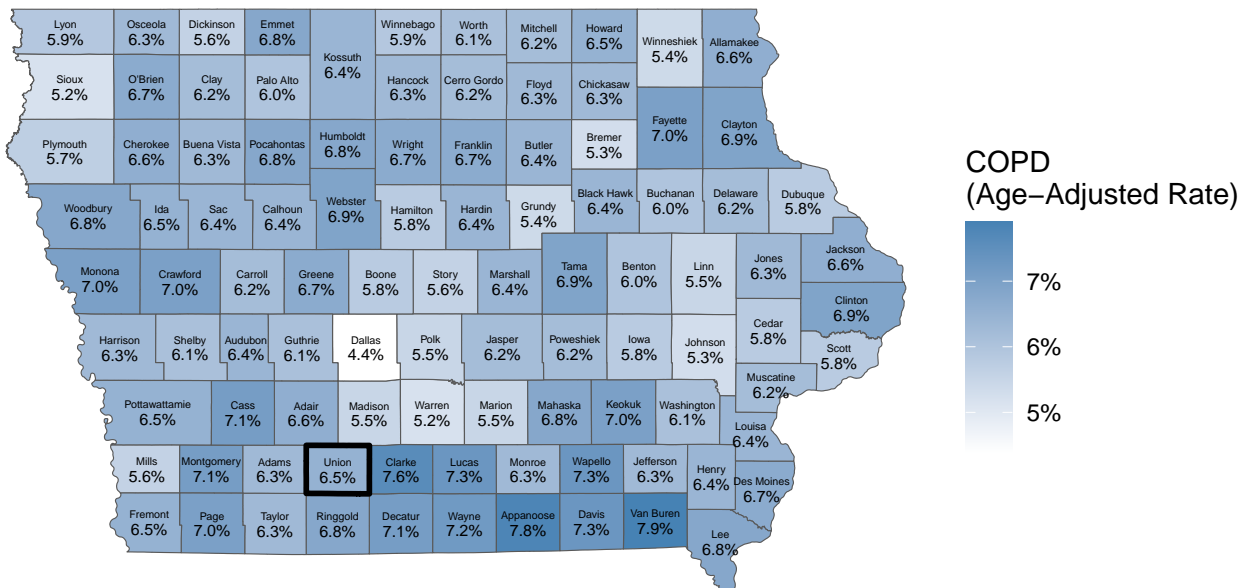 Lyon
5.9%
Osceola
6.3%
Dickinson
5.6%
Emmet
6.8%
Kossuth
6.4%
Winnebago
5.9%
Worth
6.1%
Mitchell
6.2%
Howard
6.5%
Winneshiek
5.4%
Allamakee
6.6%
Sioux
5.2%
O'Brien
6.7%
Clay
6.2%
Palo Alto
6.0%
Hancock
6.3%
Cerro Gordo
6.2%
Floyd
6.3%
Chickasaw
6.3%
Plymouth
5.7%
Cherokee
6.6%
Buena Vista
6.3%
Pocahontas
6.8%
Humboldt
6.8%
Wright
6.7%
Franklin
6.7%
Butler
6.4%
Bremer
5.3%
Fayette
7.0%
Clayton
6.9%
Woodbury
6.8%
Ida
6.5%
Sac
6.4%
Calhoun
6.4%
Webster
6.9%
Hamilton
5.8%
Hardin
6.4%
Grundy
5.4%
Black Hawk
6.4%
Buchanan
6.0%
Delaware
6.2%
Dubuque
5.8%
Monona
7.0%
Crawford
7.0%
Carroll
6.2%
Greene
6.7%
Boone
5.8%
Story
5.6%
Marshall
6.4%
Tama
6.9%
Benton
6.0%
Linn
5.5%
Jones
6.3%
Jackson
6.6%
Clinton
6.9%
Harrison
6.3%
Shelby
6.1%
Audubon
6.4%
Guthrie
6.1%
Dallas
4.4%
Polk
5.5%
Jasper
6.2%
Poweshiek
6.2%
Iowa
5.8%
Johnson
5.3%
Cedar
5.8%
Scott
5.8%
Muscatine
6.2%
Pottawattamie
6.5%
Cass
7.1%
Adair
6.6%
Madison
5.5%
Warren
5.2%
Marion
5.5%
Mahaska
6.8%
Keokuk
7.0%
Washington
6.1%
Louisa
6.4%
Mills
5.6%
Montgomery
7.1%
Adams
6.3%
Union
6.5%
Clarke
7.6%
Lucas
7.3%
Monroe
6.3%
Wapello
7.3%
Jefferson
6.3%
Henry
6.4%
Des Moines
6.7%
Fremont
6.5%
Page
7.0%
Taylor
6.3%
Ringgold
6.8%
Decatur
7.1%
Wayne
7.2%
Appanoose
7.8%
Davis
7.3%
Van Buren
7.9%
Lee
6.8%
COPD
(Age−Adjusted Rate)
7%
6%
5%